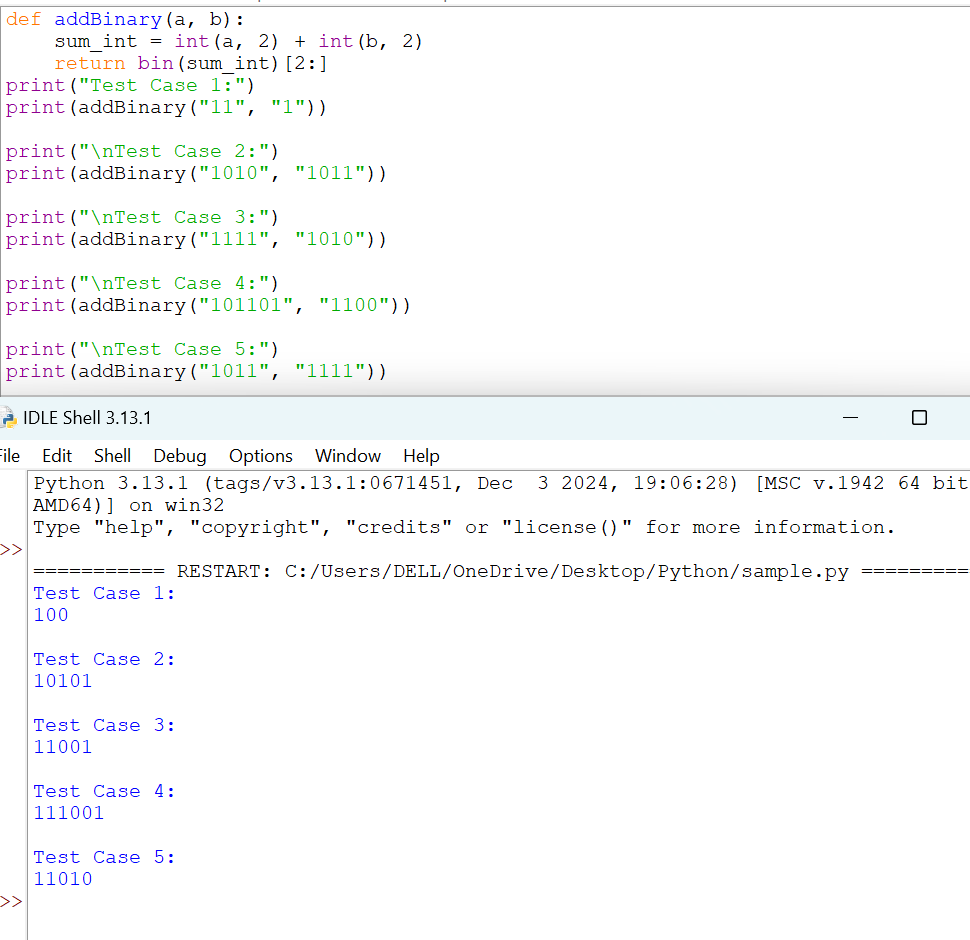 def addBinary(a, b):
    sum_int = int(a, 2) + int(b, 2)
    return bin(sum_int)[2:]
print("Test Case 1:")
print(addBinary("11", "1"))

print("\nTest Case 2:")
print(addBinary("1010", "1011"))

print("\nTest Case 3:")
print(addBinary("1111", "1010"))

print("\nTest Case 4:")
print(addBinary("101101", "1100"))

print("\nTest Case 5:")
print(addBinary("1011", "1111"))
IDLE Shell 3.13.1
File Edit Shell Debug Options Window Help
Python 3.13.1 (tags/v3.13.1:0671451, Dec  3 2024, 19:06:28) [MSC v.1942 64 bit
AMD64)] on win32
Type "help", "copyright", "credits" or "license()" for more information.
>>
=========== RESTART: C:/Users/DELL/OneDrive/Desktop/Python/sample.py =========
Test Case 1:
100

Test Case 2:
10101

Test Case 3:
11001

Test Case 4:
111001

Test Case 5:
11010
>>